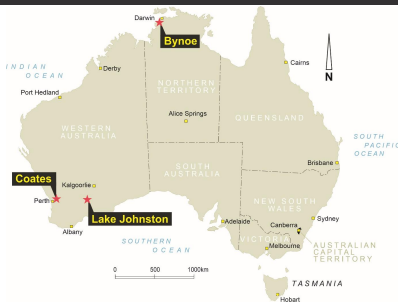 Darwin
Bynoe
INDIAN
OCEAN
Derby
Cairns
N
NORTHERN
TERRITORY
Port Hedland
Alice Springs
QUEENSLAND
WESTERN
AUSTRALIA
SOUTH
PACIFIC
OCEAN
SOUTH
AUSTRALIA
Brisbane
Coates
Kalgoorlie
NEW SOUTH
WALES
Perth
Lake Johnston
Adelaide
Sydney
Canberra
Albany
VICTORIA
AUSTRALIAN
CAPITAL
TERRITORY
SOUTHERN
OCEAN
Melbourne
0 500 1000km
TASMANIA
Hobart